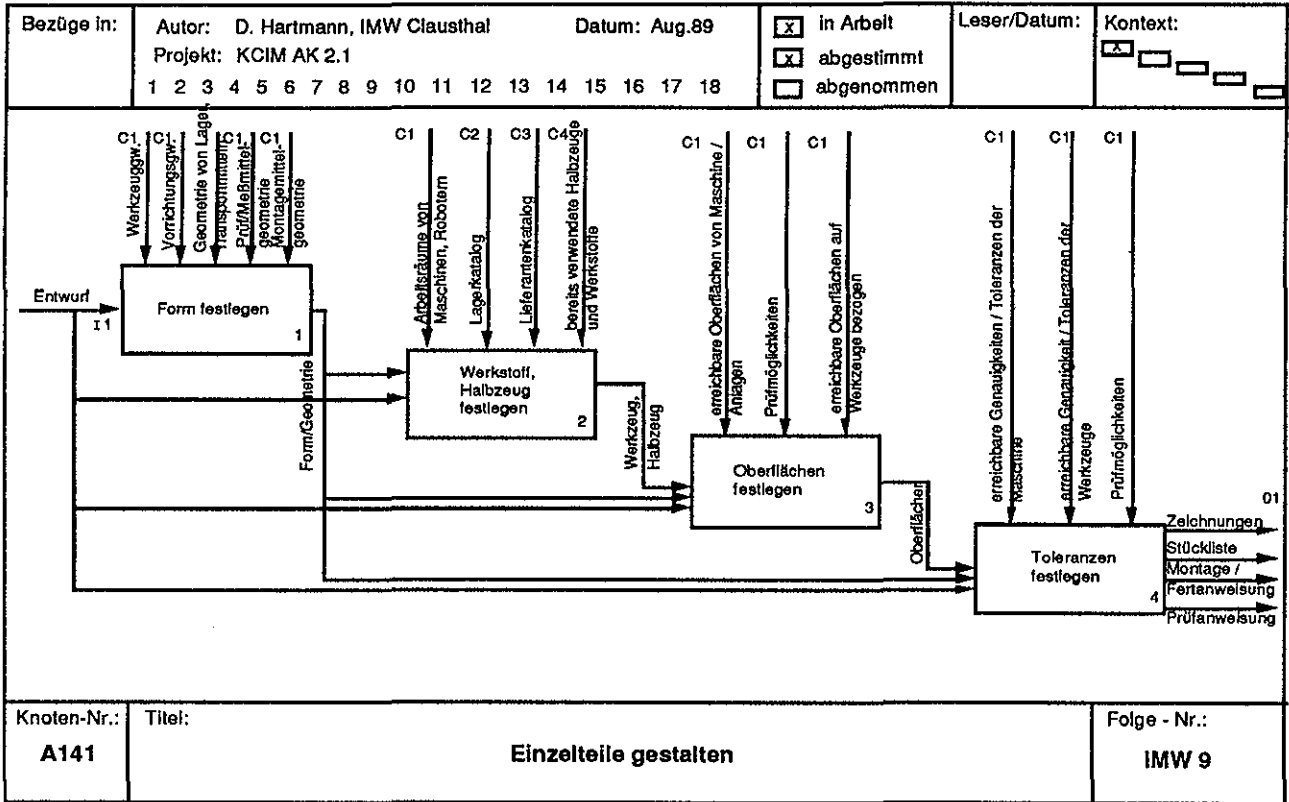 Bezüge in:
Autor: D. Hartmann, IMW Clausthal Datum: Aug.89
Projekt: KCIM AK 2.1
1 2 3 4 5 6 7 8 9 10 11 12 13 14 15 16 17 18
x in Arbeit
x abgestimmt
abgenommen
Leser/Datum:
Kontext:
x
C1
Werkzeuggw.-
C1
Vorrichtungsgw.-
Geometrie von Lager,
Transportmitteln
C1
Prüf/Meßmittel-
geometrie
C1
Montagemittel-
geometrie
C1
Arbeitsräume von
Maschinen, Robotern
C2
Lagerkatalog
C3
Lieferantenkatalog
C4
bereits verwendete Halbzeuge
und Werkstoffe
C1
erreichbare Oberflächen von Maschine /
Anlagen
C1
Prüfmöglichkeiten
C1
erreichbare Oberflächen auf
Werkzeuge bezogen
C1
erreichbare Genauigkeiten / Toleranzen der
Maschine
C1
erreichbare Genauigkeit / Toleranzen der
Werkzeuge
C1
Prüfmöglichkeiten
Entwurf
I 1
Form festlegen
1
Form/Geometrie
Werkstoff,
Halbzeug
festlegen
2
Werkzeug,
Halbzeug
Oberflächen
festlegen
3
Oberflächen
Toleranzen
festlegen
4
01
Zeichnungen
Stückliste
Montage /
Fertanweisung
Prüfanweisung
Knoten-Nr.:
A141
Titel:
Einzelteile gestalten
Folge - Nr.:
IMW 9